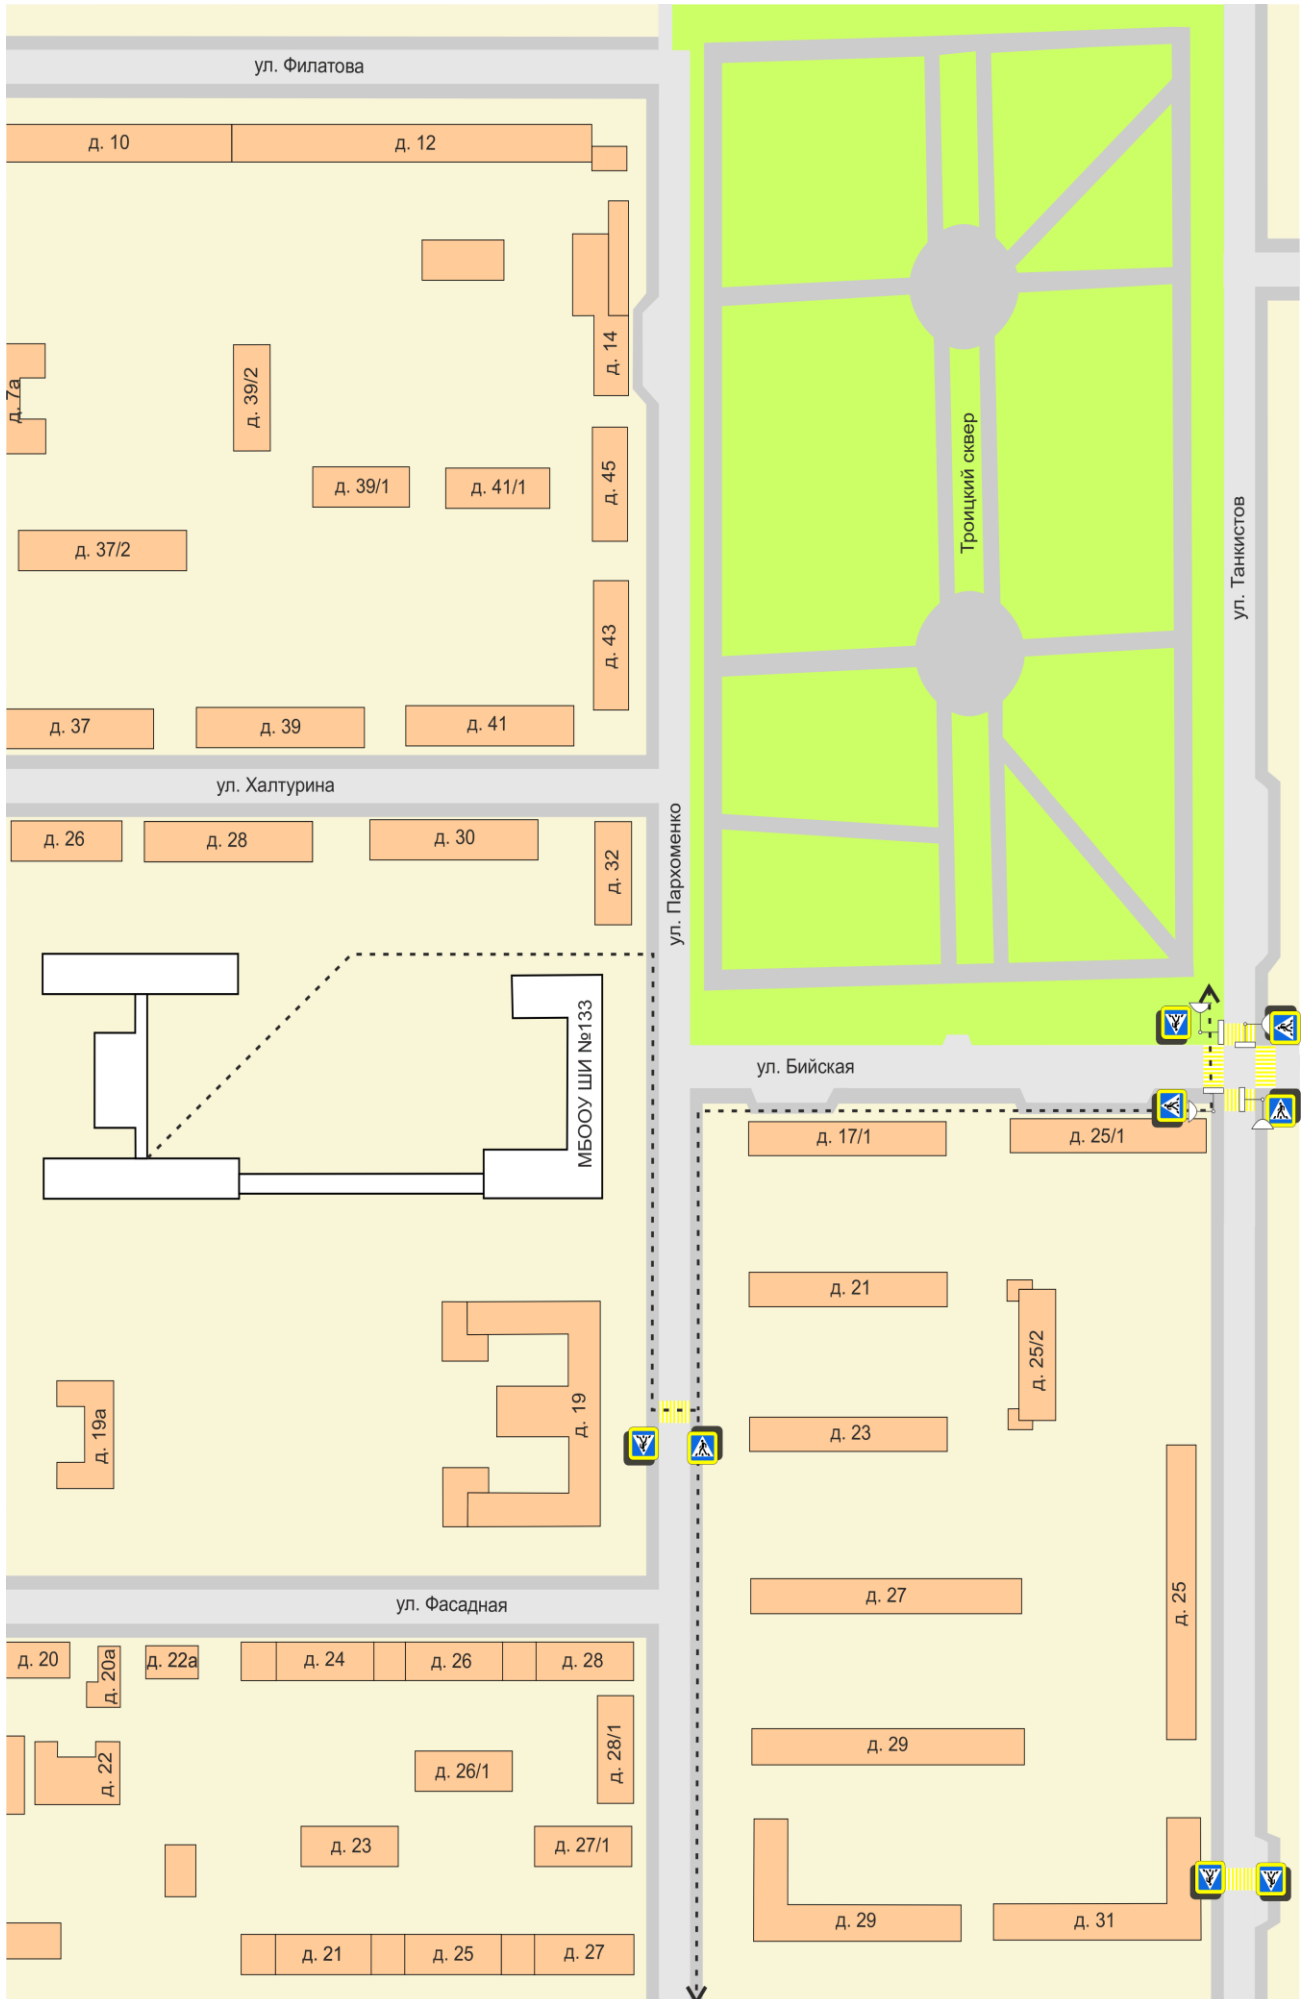 ул. Филатова
д. 10
д. 12
д. 14
д. 7а
д. 39/2
д. 39/1
д. 41/1
д. 45
д. 37/2
д. 43
д. 37
д. 39
д. 41
Троицкий сквер
ул. Танкистов
ул. Халтурина
ул. Пархоменко
д. 26
д. 28
д. 30
д. 32
МБООУ ШИ №133
ул. Бийская
д. 17/1
д. 25/1
д. 21
д. 25/2
д. 19
д. 19а
д. 23
д. 27
д. 25
ул. Фасадная
д. 20
д. 20а
д. 22а
д. 24
д. 26
д. 28
д. 28/1
д. 22
д. 26/1
д. 29
д. 23
д. 27/1
д. 29
д. 31
д. 21
д. 25
д. 27